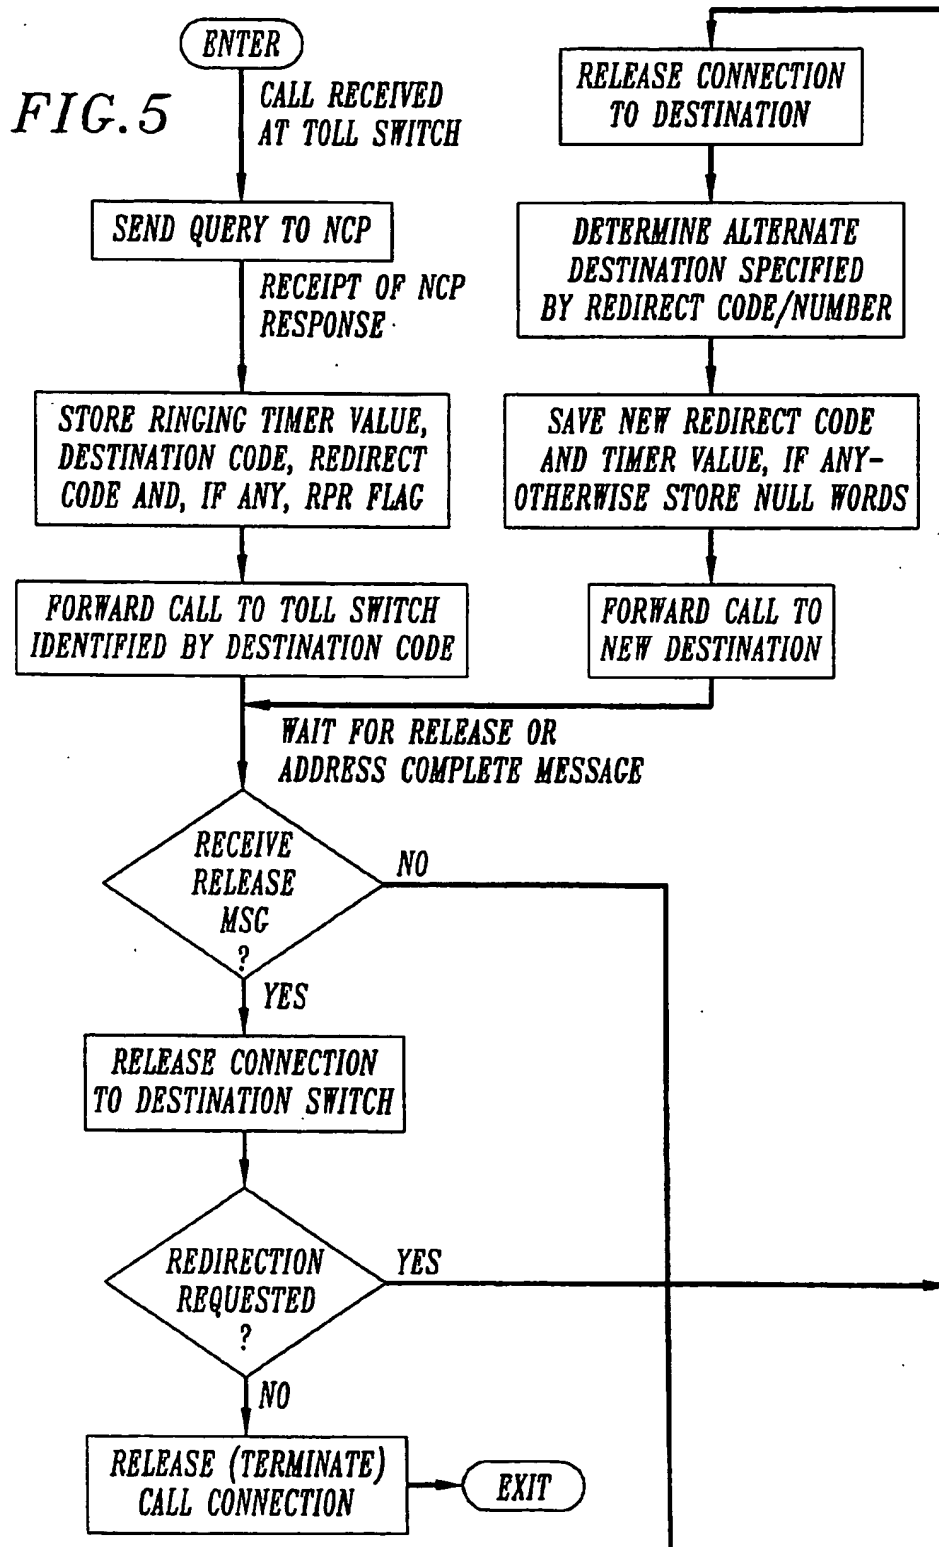 FIG.5
ENTER
CALL RECEIVED
AT TOLL SWITCH
SEND QUERY TO NCP
RECEIPT OF NCP
RESPONSE
STORE RINGING TIMER VALUE,
DESTINATION CODE, REDIRECT
CODE AND, IF ANY, RPR FLAG
FORWARD CALL TO TOLL SWITCH
IDENTIFIED BY DESTINATION CODE
RELEASE CONNECTION
TO DESTINATION
DETERMINE ALTERNATE
DESTINATION SPECIFIED
BY REDIRECT CODE/NUMBER
SAVE NEW REDIRECT CODE
AND TIMER VALUE, IF ANY-
OTHERWISE STORE NULL WORDS
FORWARD CALL TO
NEW DESTINATION
WAIT FOR RELEASE OR
ADDRESS COMPLETE MESSAGE
RECEIVE
RELEASE
MSG
?
NO
YES
RELEASE CONNECTION
TO DESTINATION SWITCH
REDIRECTION
REQUESTED
?
YES
NO
RELEASE (TERMINATE)
CALL CONNECTION
EXIT